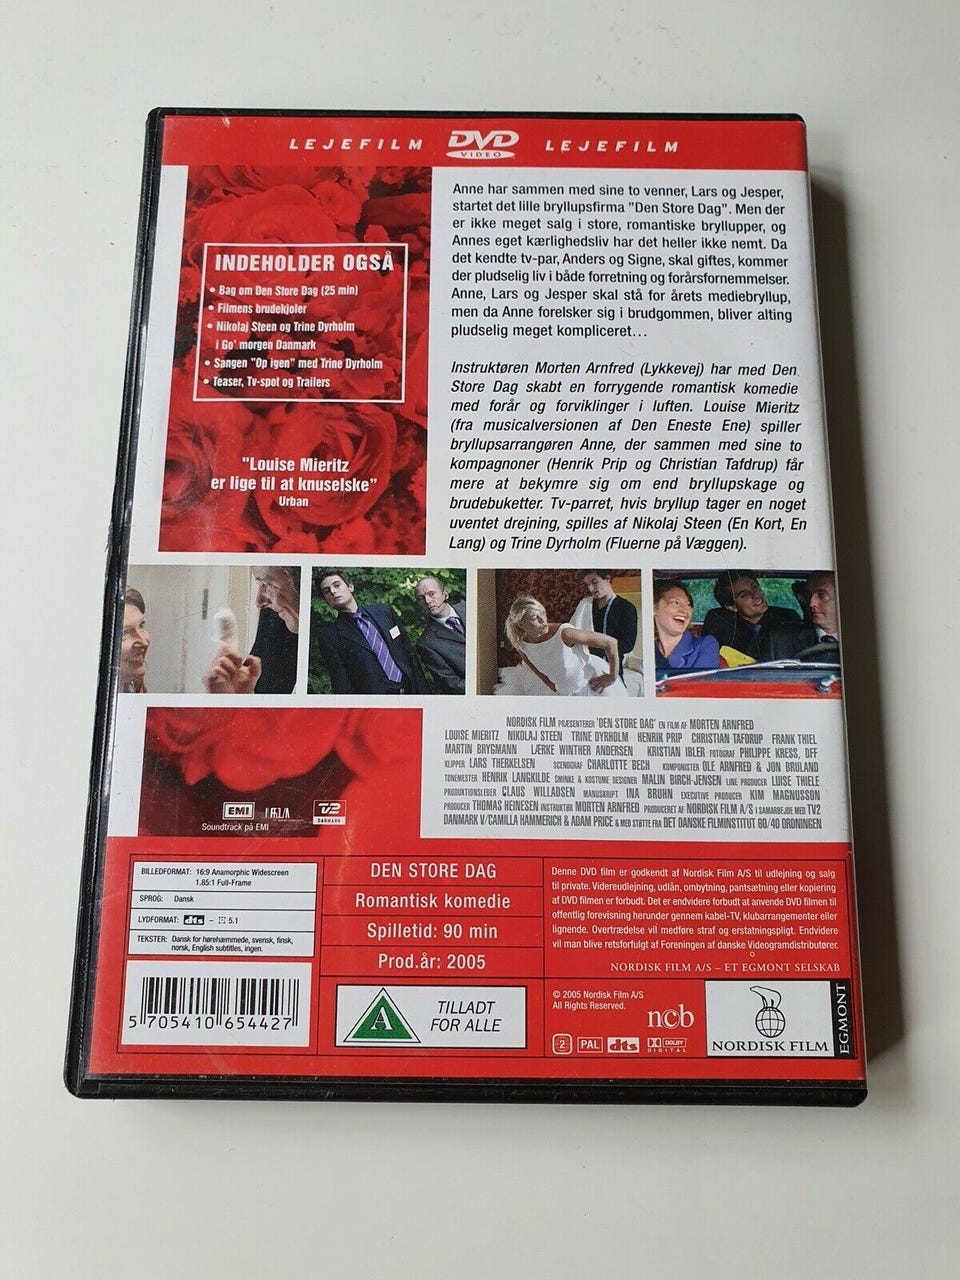 LEJEFILM DVD VIDEO LEJEFILM
INDEHOLDER OGSÅ
• Bag om Den Store Dag (25 min)
• Filmens brudekjoler
• Nikolaj Steen og Trine Dyrholm
i Go' morgen Danmark
• Sangen "Op igen" med Trine Dyrholm
• Teaser, Tv-spot og Trailers
"Louise Mieritz
er lige til at knuselske"
Urban
Anne har sammen med sine to venner, Lars og Jesper,
startet det lille bryllupsfirma "Den Store Dag". Men der
er ikke meget salg i store, romantiske bryllupper, og
Annes eget kærlighedsliv har det heller ikke nemt. Da
det kendte tv-par, Anders og Signe, skal giftes, kommer
der pludselig liv i både forretning og forårsfornemmelser.
Anne, Lars og Jesper skal stå for årets mediebryllup,
men da Anne forelsker sig i brudgommen, bliver alting
pludselig meget kompliceret...
Instruktøren Morten Arnfred (Lykkevej) har med Den
Store Dag skabt en forrygende romantisk komedie
med forår og forviklinger i luften. Louise Mieritz
(fra musicalversionen af Den Eneste Ene) spiller
bryllupsarrangøren Anne, der sammen med sine to
kompagnoner (Henrik Prip og Christian Tafdrup) får
mere at bekymre sig om end bryllupskage og
brudebuketter. Tv-parret, hvis bryllup tager en noget
uventet drejning, spilles af Nikolaj Steen (En Kort, En
Lang) og Trine Dyrholm (Fluerne på Væggen).
NORDISK FILM PRÆSENTERER 'DEN STORE DAG' EN FILM AF MORTEN ARNFRED
LOUISE MIERITZ NIKOLAJ STEEN TRINE DYRHOLM HENRIK PRIP CHRISTIAN TAFDRUP FRANK THIEL
MARTIN BRYGMANN LÆRKE WINTHER ANDERSEN KRISTIAN IBLER FOTOGRAF PHILIPPE KRESS, DFF
KLIPPER LARS THERKELSEN SCENOGRAF CHARLOTTE BECH KOMPONISTER OLE ARNFRED & JON BRULAND
TONEMESTER HENRIK LANGKILDE SMINKE & KOSTUME DESIGNER MALIN BIRCH-JENSEN LINE PRODUCER LUISE THIELE
PRODUKTIONSLEDER CLAUS WILLADSEN MANUSKRIPT INA BRUHN EXECUTIVE PRODUCER KIM MAGNUSSON
PRODUCER THOMAS HEINESEN INSTRUKTØR MORTEN ARNFRED PRODUCERET AF NORDISK FILM A/S I SAMARBEJDE MED TV2
DANMARK V/CAMILLA HAMMERICH & ADAM PRICE & MED STØTTE FRA DET DANSKE FILMINSTITUT 60/40 ORDNINGEN
EMI TV2 DANMARK
Soundtrack på EMI
BILLEDFORMAT: 16:9 Anamorphic Widescreen
1.85:1 Full-Frame
SPROG: Dansk
LYDFORMAT: dts – 5.1
TEKSTER: Dansk for hørehæmmede, svensk, finsk,
norsk, English subtitles, ingen.
5 705410 654427
DEN STORE DAG
Romantisk komedie
Spilletid: 90 min
Prod.år: 2005
A TILLADT
FOR ALLE
Denne DVD film er godkendt af Nordisk Film A/S til udlejning og salg
til private. Videreudlejning, udlån, ombytning, pantsætning eller kopiering
af DVD filmen er forbudt. Det er endvidere forbudt at anvende DVD filmen til
offentlig forevisning herunder gennem kabel-TV, klubarrangementer eller
lignende. Overtrædelse vil medføre straf og erstatningspligt. Endvidere
vil man blive retsforfulgt af Foreningen af danske Videogramdistributører.
NORDISK FILM A/S – ET EGMONT SELSKAB
© 2005 Nordisk Film A/S
All Rights Reserved.
ncb
2 PAL dts DOLBY DIGITAL
NORDISK FILM
EGMONT